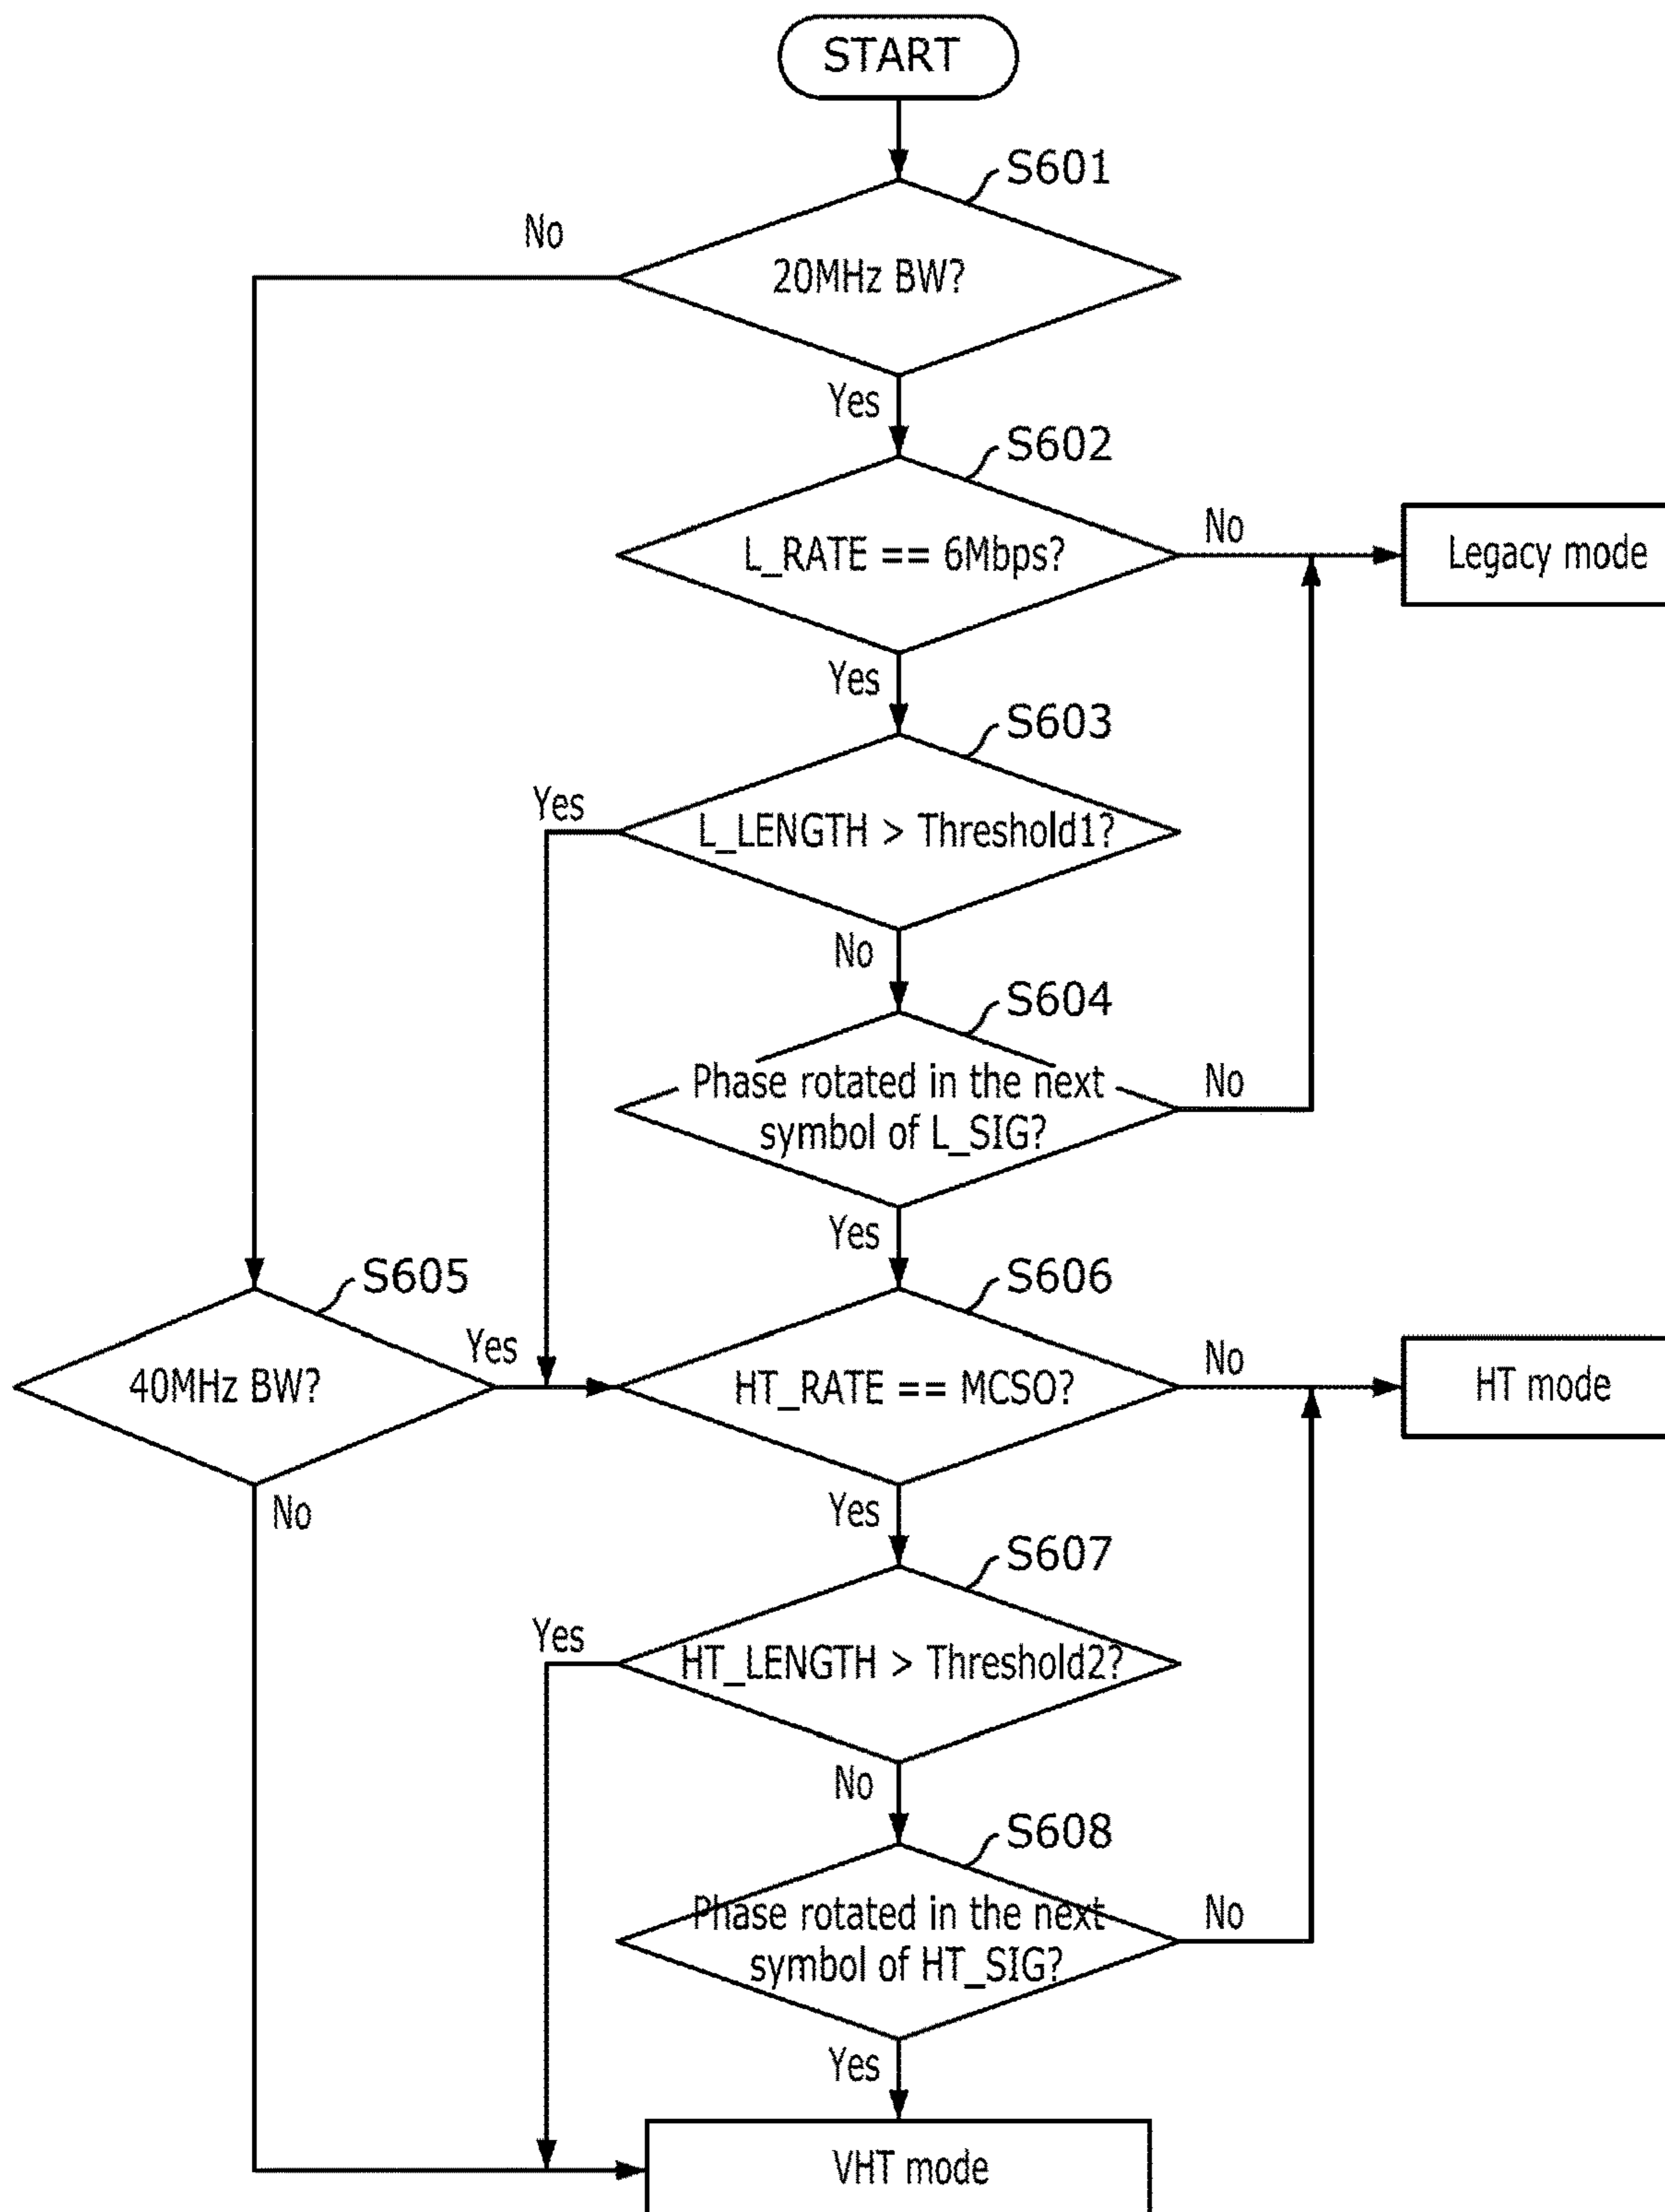 START
S601
No
20MHz BW?
Yes
S602
L_RATE == 6Mbps?
No
Legacy mode
Yes
S603
Yes
L_LENGTH > Threshold1?
No
S604
Phase rotated in the next
symbol of L_SIG?
No
Yes
S605
S606
40MHz BW?
Yes
HT_RATE == MCSO?
No
HT mode
No
Yes
S607
Yes
HT_LENGTH > Threshold2?
No
S608
Phase rotated in the next
symbol of HT_SIG?
No
Yes
VHT mode